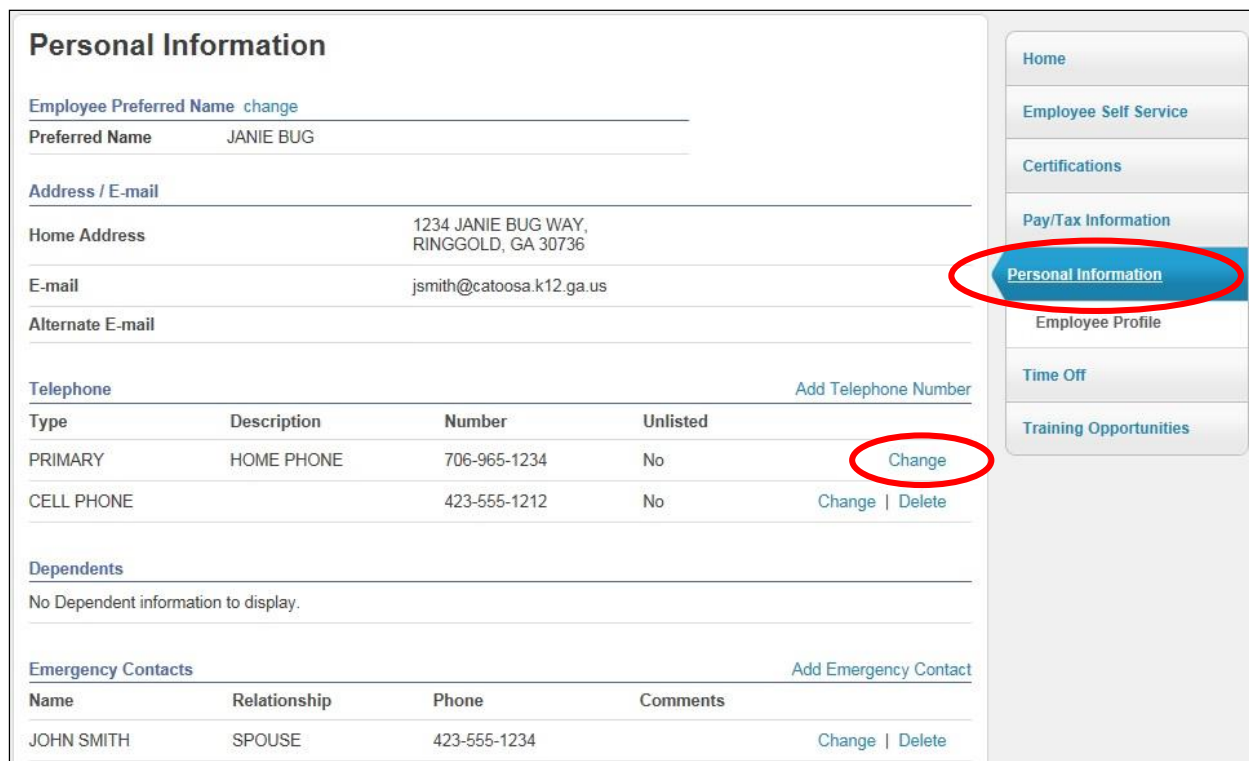 Personal Information
Employee Preferred Name change
Preferred Name JANIE BUG
Address / E-mail
Home Address 1234 JANIE BUG WAY,
RINGGOLD, GA 30736
E-mail jsmith@catoosa.k12.ga.us
Alternate E-mail
Telephone Add Telephone Number
Type Description Number Unlisted
PRIMARY HOME PHONE 706-965-1234 No Change
CELL PHONE 423-555-1212 No Change | Delete
Dependents
No Dependent information to display.
Emergency Contacts Add Emergency Contact
Name Relationship Phone Comments
JOHN SMITH SPOUSE 423-555-1234 Change | Delete
Home
Employee Self Service
Certifications
Pay/Tax Information
Personal Information
Employee Profile
Time Off
Training Opportunities